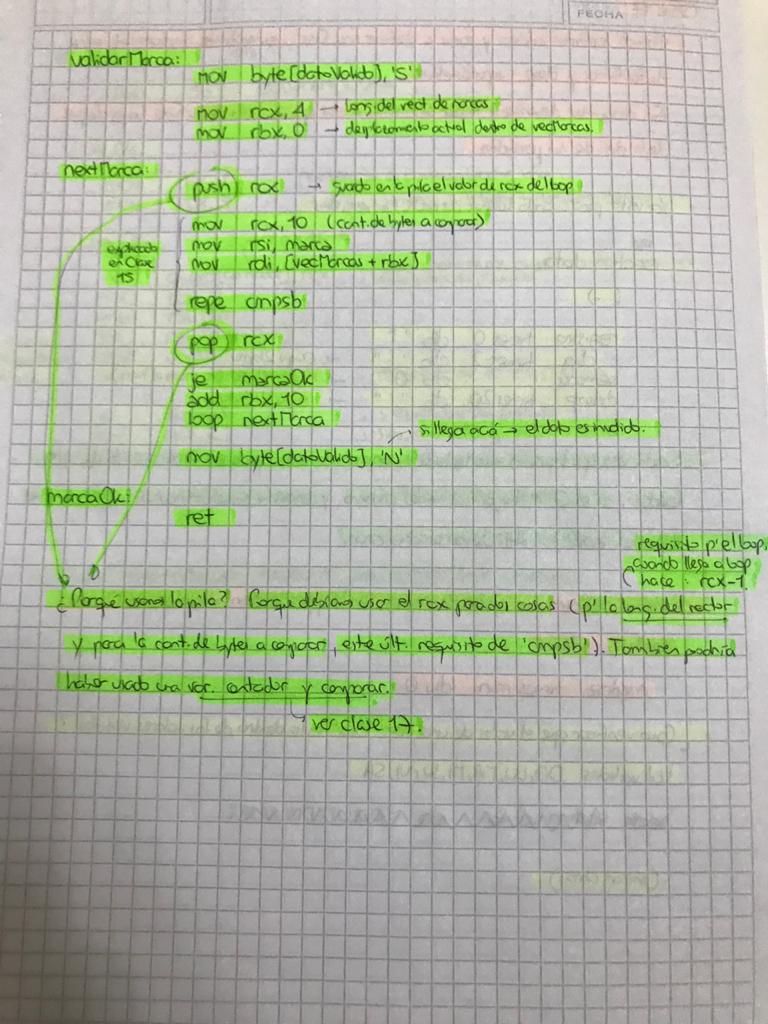 FECHA
validarMarca:
mov byte[datoValido], 'S'
mov rcx, 4 → long. del vect. de marcas
mov rbx, 0 → desplazamiento actual dentro de vecMarcas.
nextMarca:
push rcx → guardo en la pila el valor de rcx del loop
mov rcx, 10 (cant. de bytes a comparar)
mov rsi, marca
mov rdi, [vecMarcas + rbx]
explicado en Clase 15
repe cmpsb
pop rcx
je marcaOk
add rbx, 10
loop nextMarca
si llega acá → el dato es inválido.
mov byte[datoValido], 'N'
marcaOk:
ret
requisito p' el loop,
cuando llega a loop
hace: rcx-1.
¿Porqué usamos la pila? Porque debíamos usar el rcx para dos cosas (p' la long. del vector
y para la cant. de bytes a comparar, este últ. requisito de 'cmpsb'). También podría
haber usado una var. contador y comparar.
ver clase 17.